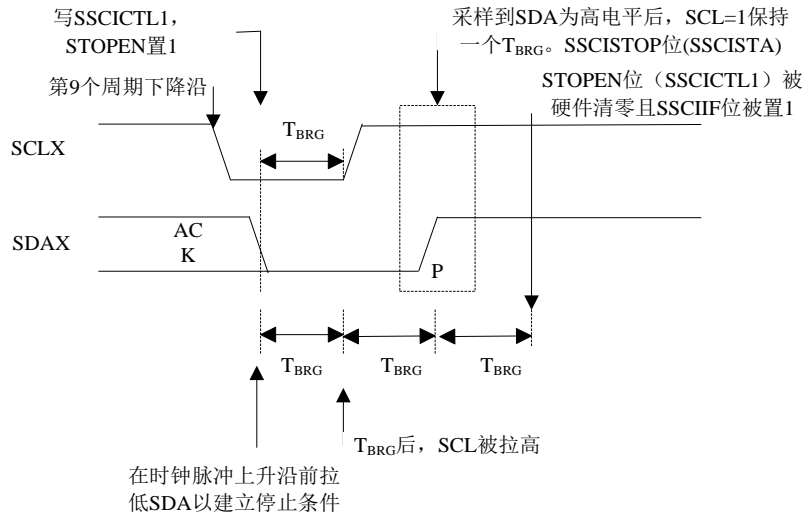 写SSCICTL1，
STOPEN置1
采样到SDA为高电平后，SCL=1保持
一个TBRG。SSCISTOP位(SSCISTA)
第9个周期下降沿
STOPEN位（SSCICTL1）被
硬件清零且SSCIIF位被置1
TBRG
SCLX
SDAX
AC
K
P
TBRG
TBRG
TBRG
TBRG后，SCL被拉高
在时钟脉冲上升沿前拉
低SDA以建立停止条件